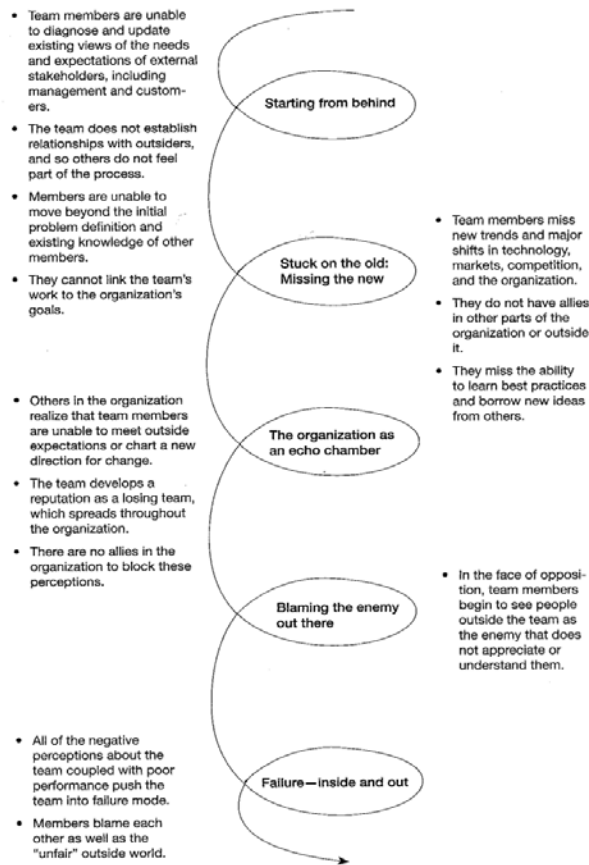 • Team members are unable
to diagnose and update
existing views of the needs
and expectations of external
stakeholders, including
management and custom-
ers.
• The team does not establish
relationships with outsiders,
and so others do not feel
part of the process.
• Members are unable to
move beyond the initial
problem definition and
existing knowledge of other
members.
• They cannot link the team's
work to the organization's
goals.
Starting from behind
Stuck on the old:
Missing the new
• Team members miss
new trends and major
shifts in technology,
markets, competition,
and the organization.
• They do not have allies
in other parts of the
organization or outside
it.
• They miss the ability
to learn best practices
and borrow new ideas
from others.
• Others in the organization
realize that team members
are unable to meet outside
expectations or chart a new
direction for change.
• The team develops a
reputation as a losing team,
which spreads throughout
the organization.
• There are no allies in the
organization to block these
perceptions.
The organization as
an echo chamber
Blaming the enemy
out there
• In the face of opposi-
tion, team members
begin to see people
outside the team as
the enemy that does
not appreciate or
understand them.
• All of the negative
perceptions about the
team coupled with poor
performance push the
team into failure mode.
• Members blame each
other as well as the
"unfair" outside world.
Failure—inside and out